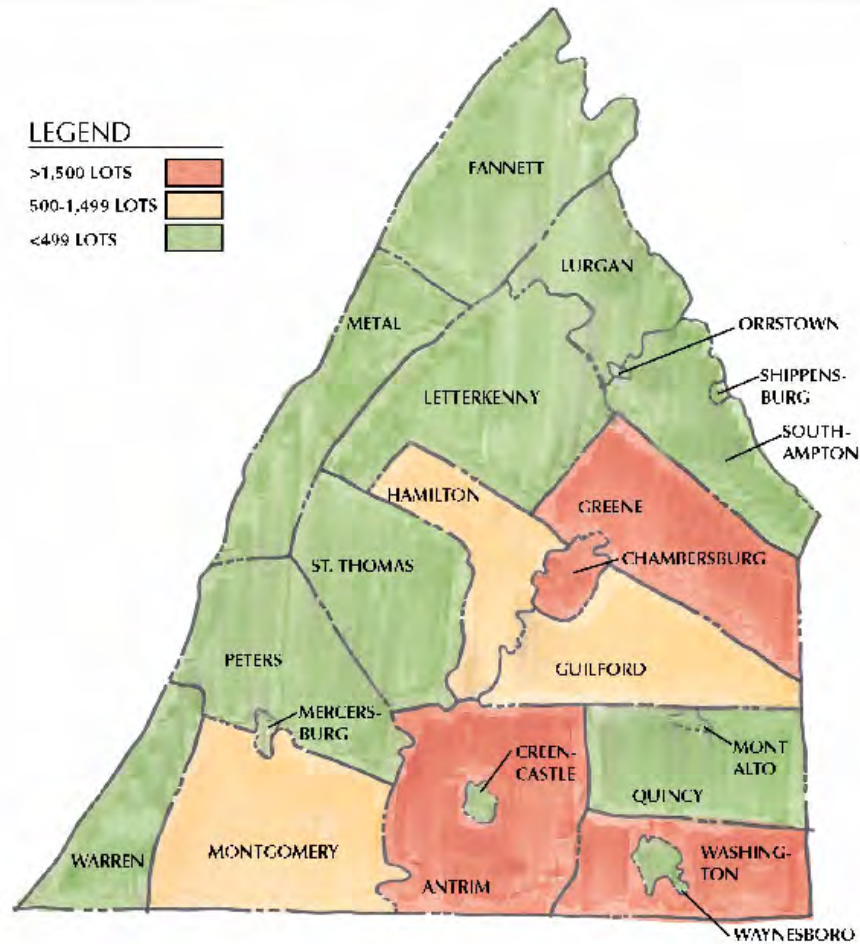 LEGEND
>1,500 LOTS
500-1,499 LOTS
<499 LOTS
FANNETT
LURGAN
METAL
ORRSTOWN
LETTERKENNY
SHIPPENS-
BURG
SOUTH-
AMPTON
HAMILTON
GREENE
ST. THOMAS
CHAMBERSBURG
PETERS
GUILFORD
MERCERS-
BURG
GREEN-
CASTLE
MONT
ALTO
QUINCY
WARREN
MONTGOMERY
WASHING-
TON
ANTRIM
WAYNESBORO